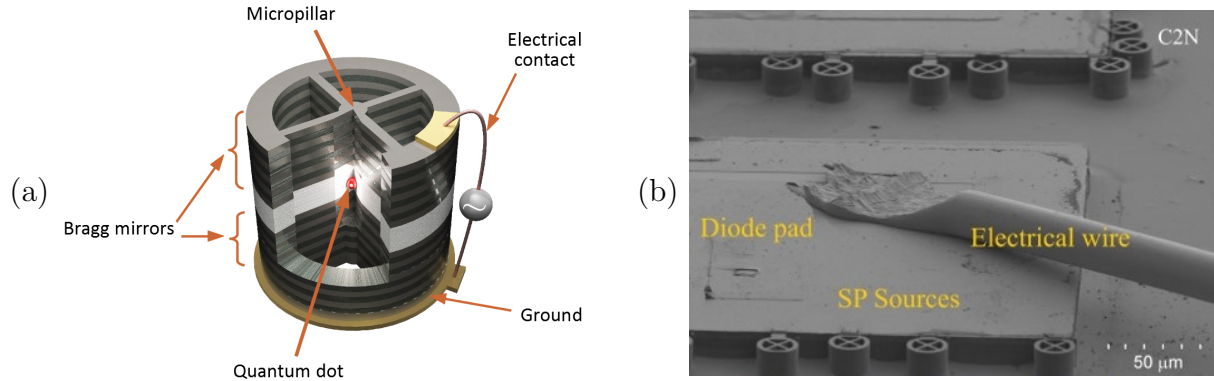 (a)
Micropillar
Electrical
contact
Bragg mirrors
Ground
Quantum dot
(b)
C2N
Diode pad
Electrical wire
SP Sources
50 μm